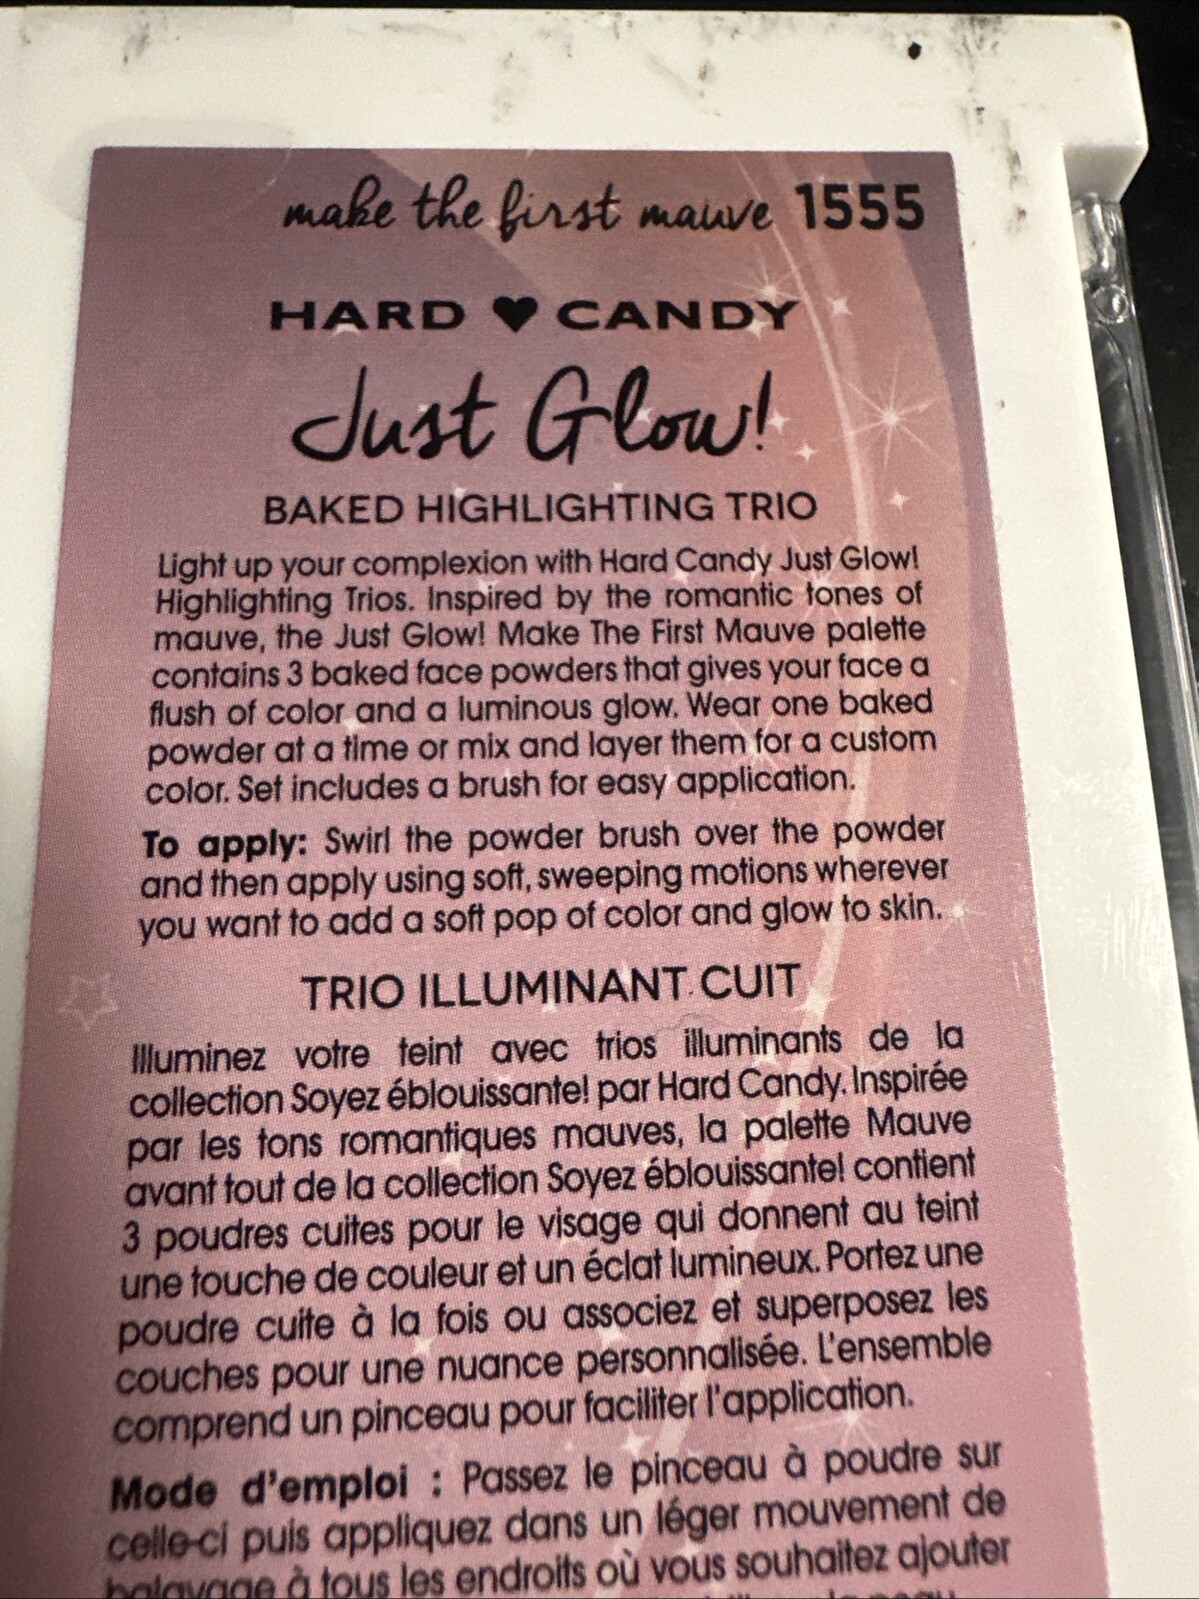 make the first mauve 1555
HARD ♥ CANDY
Just Glow!
BAKED HIGHLIGHTING TRIO
Light up your complexion with Hard Candy Just Glow!
Highlighting Trios. Inspired by the romantic tones of
mauve, the Just Glow! Make The First Mauve palette
contains 3 baked face powders that gives your face a
flush of color and a luminous glow. Wear one baked
powder at a time or mix and layer them for a custom
color. Set includes a brush for easy application.
To apply: Swirl the powder brush over the powder
and then apply using soft, sweeping motions wherever
you want to add a soft pop of color and glow to skin.
TRIO ILLUMINANT CUIT
Illuminez votre teint avec trios illuminants de la
collection Soyez éblouissante! par Hard Candy. Inspirée
par les tons romantiques mauves, la palette Mauve
avant tout de la collection Soyez éblouissante! contient
3 poudres cuites pour le visage qui donnent au teint
une touche de couleur et un éclat lumineux. Portez une
poudre cuite à la fois ou associez et superposez les
couches pour une nuance personnalisée. L'ensemble
comprend un pinceau pour faciliter l'application.
Mode d'emploi : Passez le pinceau à poudre sur
celle-ci puis appliquez dans un léger mouvement de
balayage à tous les endroits où vous souhaitez ajouter